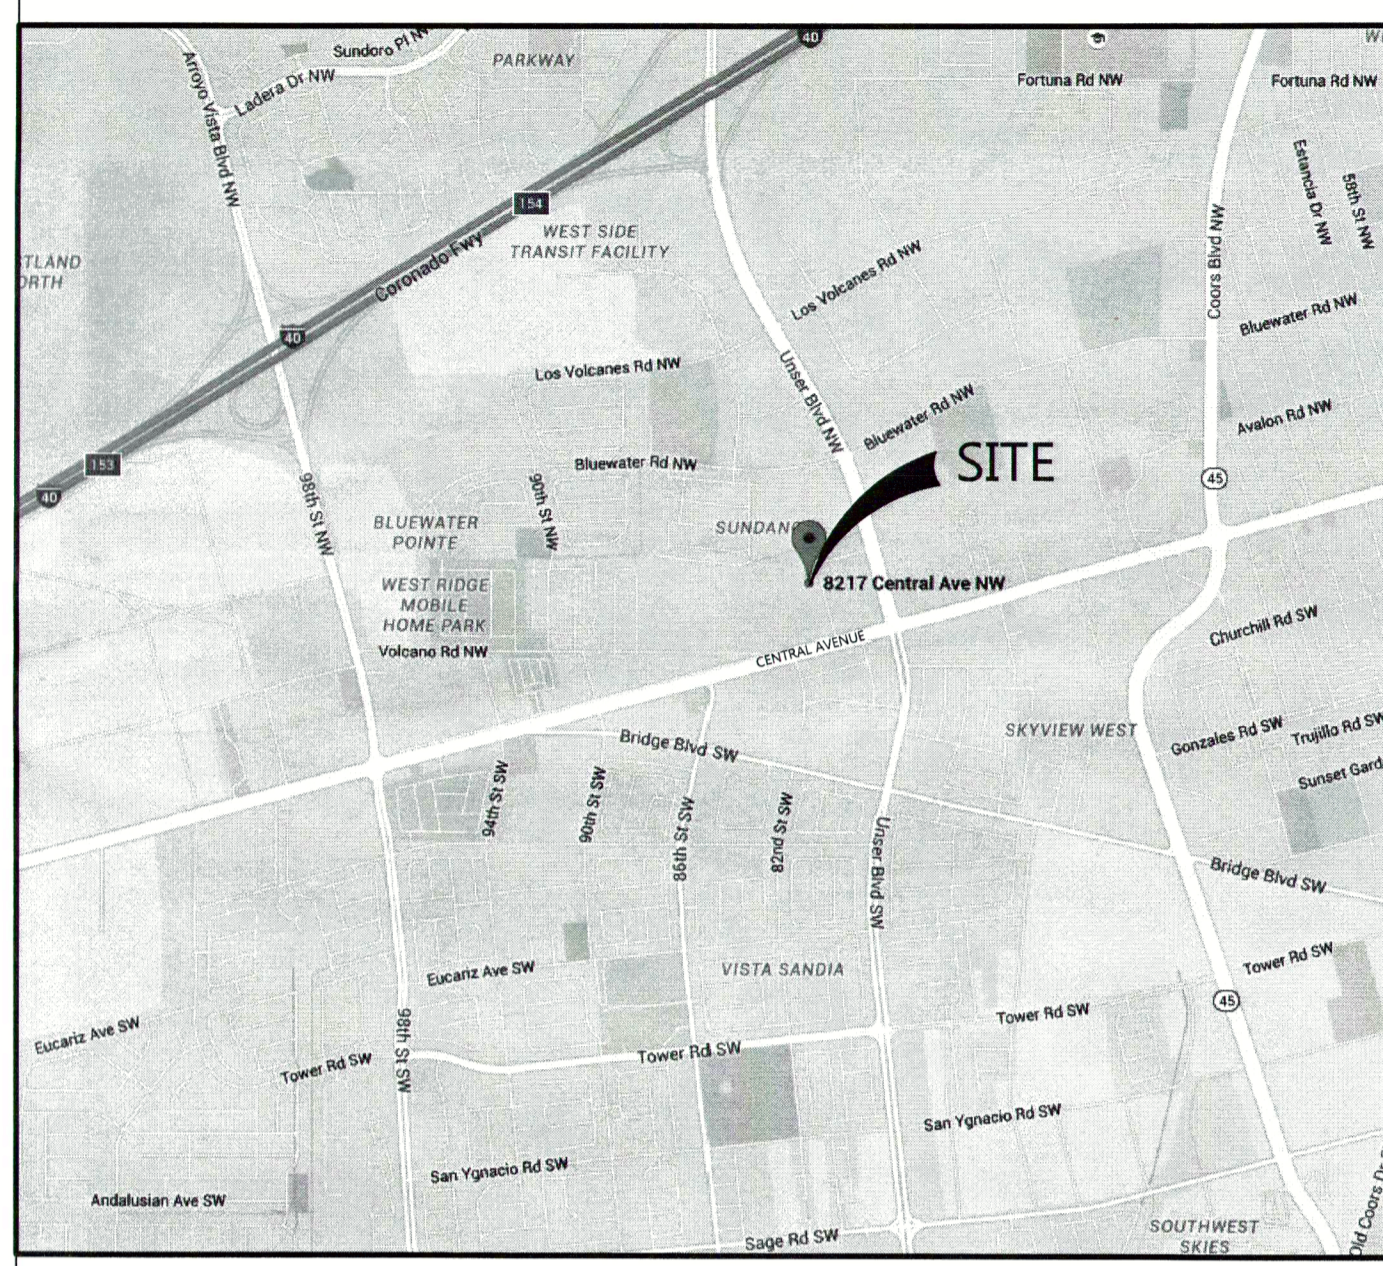 Sundoro Pl NW
PARKWAY
40
Fortuna Rd NW
Fortuna Rd NW
Ladera Dr NW
Arroyo Vista Blvd NW
Estancia Dr NW
58th St NW
154
WEST SIDE
TRANSIT FACILITY
Coronado Fwy
Los Volcanes Rd NW
Coors Blvd NW
Bluewater Rd NW
40
Los Volcanes Rd NW
Unser Blvd NW
Bluewater Rd NW
Avalon Rd NW
153
40
Bluewater Rd NW
SITE
45
98th St NW
90th St NW
BLUEWATER
POINTE
8217 Central Ave NW
WEST RIDGE
MOBILE
HOME PARK
Volcano Rd NW
CENTRAL AVENUE
Churchill Rd SW
SKYVIEW WEST
Gonzales Rd SW
Trujillo Rd SW
Bridge Blvd SW
94th St SW
90th St SW
86th St SW
82nd St SW
Unser Blvd SW
Sunset Gard
Bridge Blvd SW
Eucariz Ave SW
VISTA SANDIA
Tower Rd SW
45
Eucariz Ave SW
98th St SW
Tower Rd SW
Tower Rd SW
Tower Rd SW
San Ygnacio Rd SW
San Ygnacio Rd SW
Andalusian Ave SW
Sage Rd SW
SOUTHWEST
SKIES
Old Coors Dr